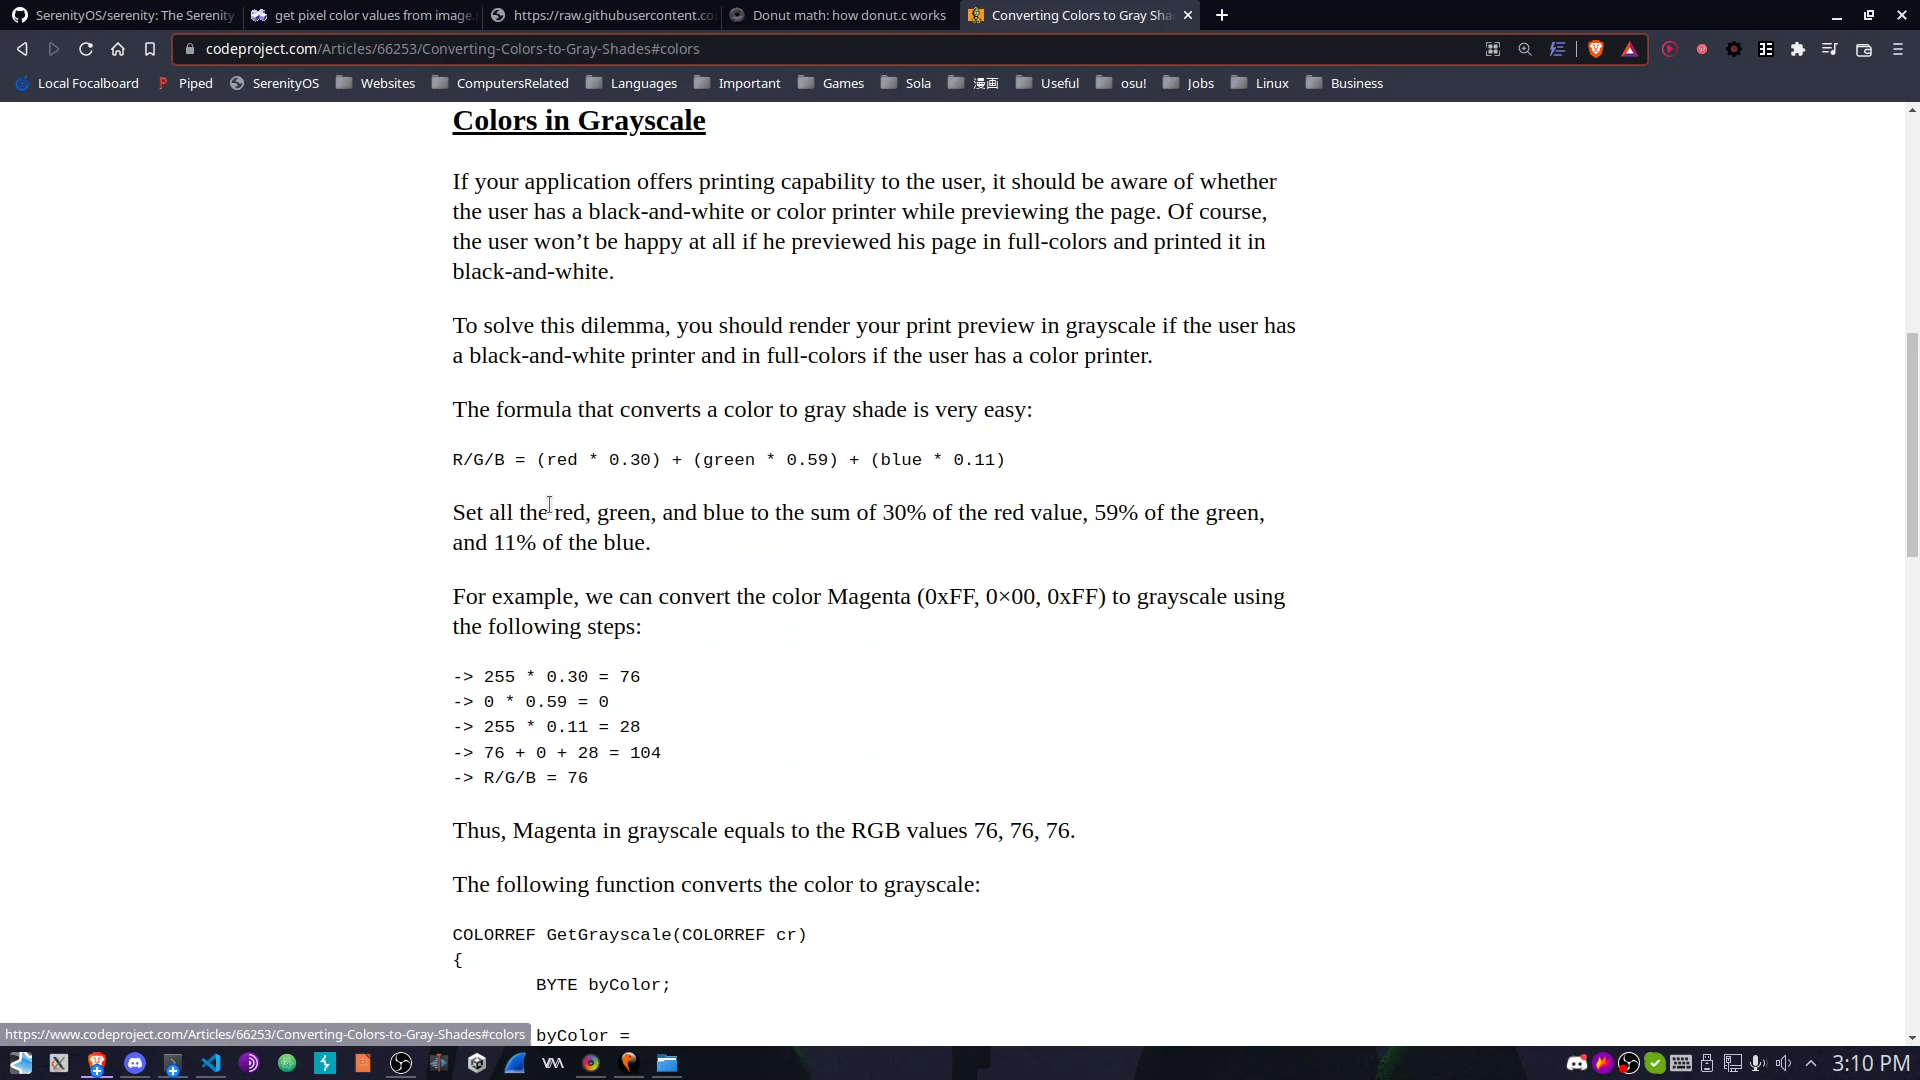 SerenityOS/serenity: The Serenity
get pixel color values from image
https://raw.githubusercontent.co
Donut math: how donut.c works
Converting Colors to Gray Sha
codeproject.com/Articles/66253/Converting-Colors-to-Gray-Shades#colors
Local Focalboard
Piped
SerenityOS
Websites
ComputersRelated
Languages
Important
Games
Sola
漫画
Useful
osu!
Jobs
Linux
Business
Colors in Grayscale
If your application offers printing capability to the user, it should be aware of whether
the user has a black-and-white or color printer while previewing the page. Of course,
the user won’t be happy at all if he previewed his page in full-colors and printed it in
black-and-white.
To solve this dilemma, you should render your print preview in grayscale if the user has
a black-and-white printer and in full-colors if the user has a color printer.
The formula that converts a color to gray shade is very easy:
R/G/B = (red * 0.30) + (green * 0.59) + (blue * 0.11)
Set all the red, green, and blue to the sum of 30% of the red value, 59% of the green,
and 11% of the blue.
For example, we can convert the color Magenta (0xFF, 0×00, 0xFF) to grayscale using
the following steps:
-> 255 * 0.30 = 76
-> 0 * 0.59 = 0
-> 255 * 0.11 = 28
-> 76 + 0 + 28 = 104
-> R/G/B = 76
Thus, Magenta in grayscale equals to the RGB values 76, 76, 76.
The following function converts the color to grayscale:
COLORREF GetGrayscale(COLORREF cr)
{
BYTE byColor;
byColor =
https://www.codeproject.com/Articles/66253/Converting-Colors-to-Gray-Shades#colors
3:10 PM